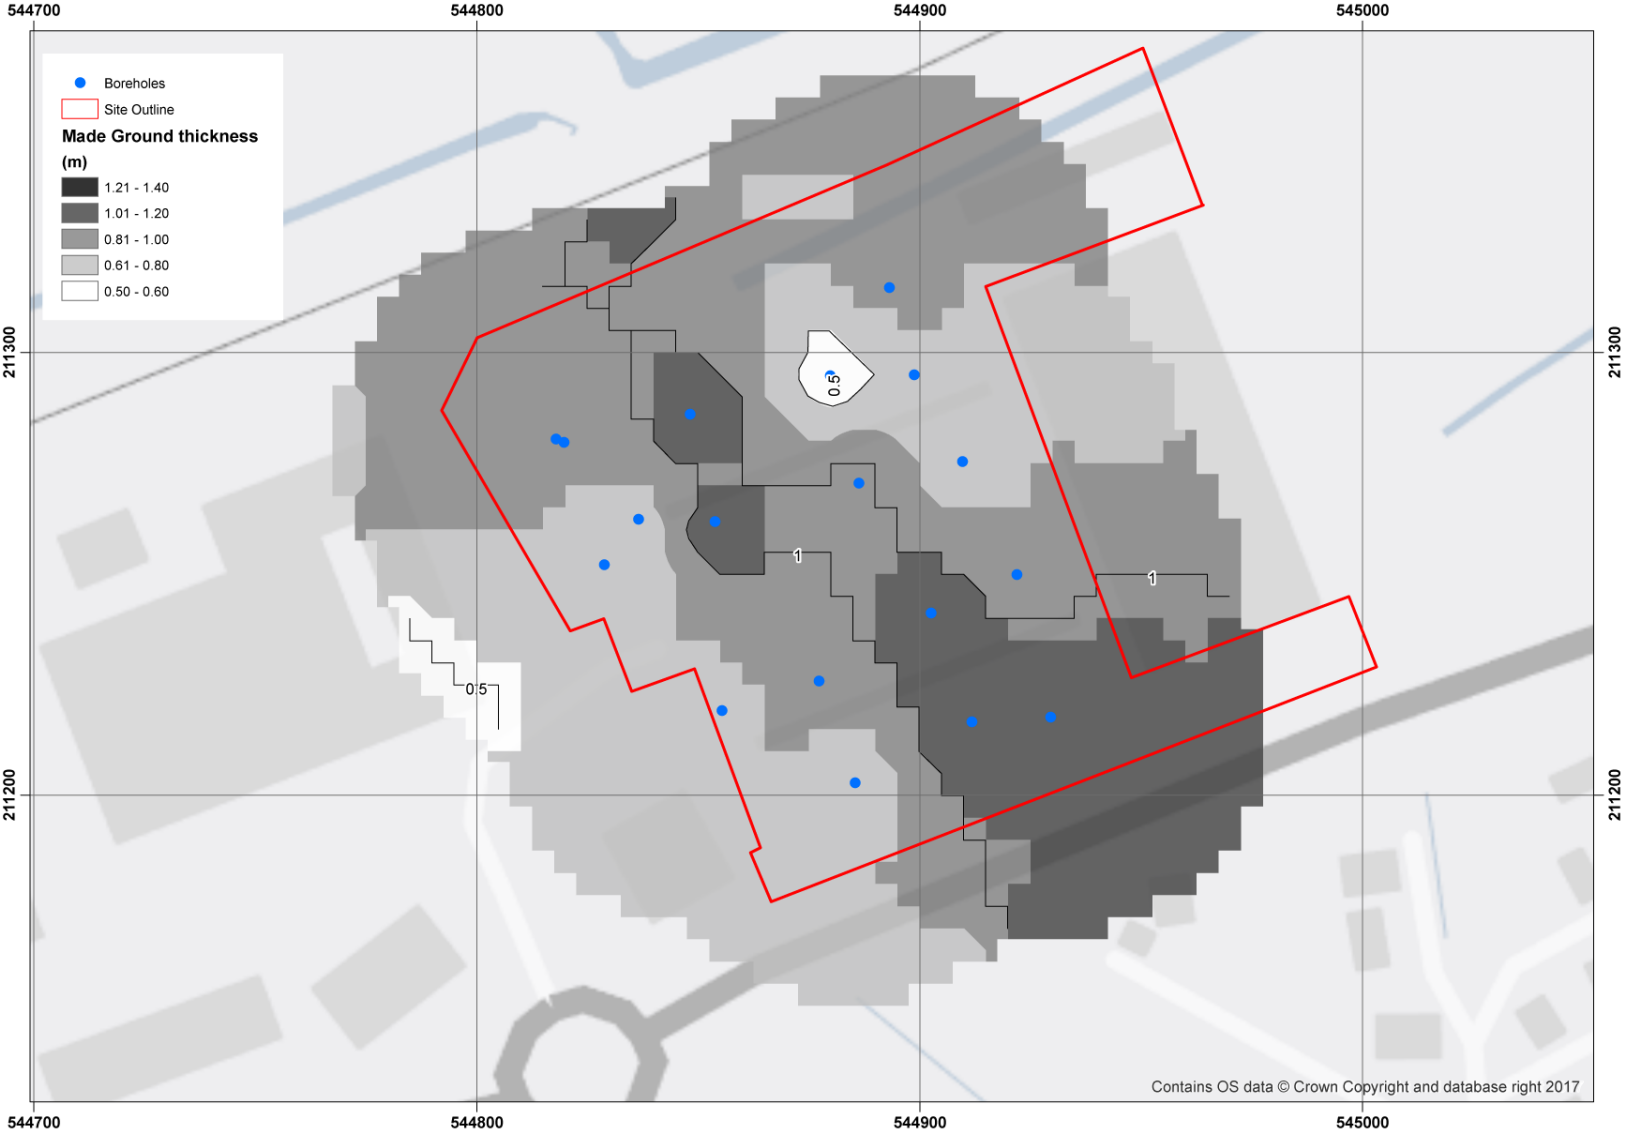 544700 544800 544900 545000
Boreholes
Site Outline
Made Ground thickness
(m)
1.21 - 1.40
1.01 - 1.20
0.81 - 1.00
0.61 - 0.80
0.50 - 0.60
211300 211300
0.5
1 1
0.5
211200 211200
Contains OS data © Crown Copyright and database right 2017
544700 544800 544900 545000